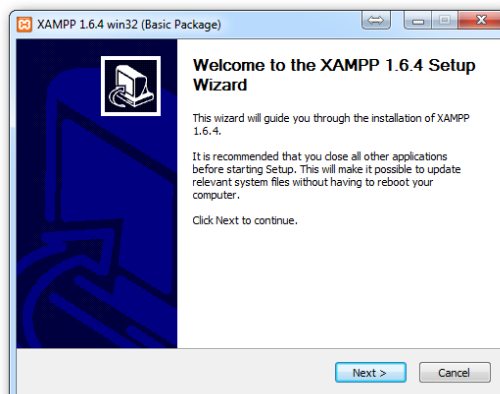 XAMPP 1.6.4 win32 (Basic Package)
Welcome to the XAMPP 1.6.4 Setup
Wizard
This wizard will guide you through the installation of XAMPP
1.6.4.
It is recommended that you close all other applications
before starting Setup. This will make it possible to update
relevant system files without having to reboot your
computer.
Click Next to continue.
Next >
Cancel